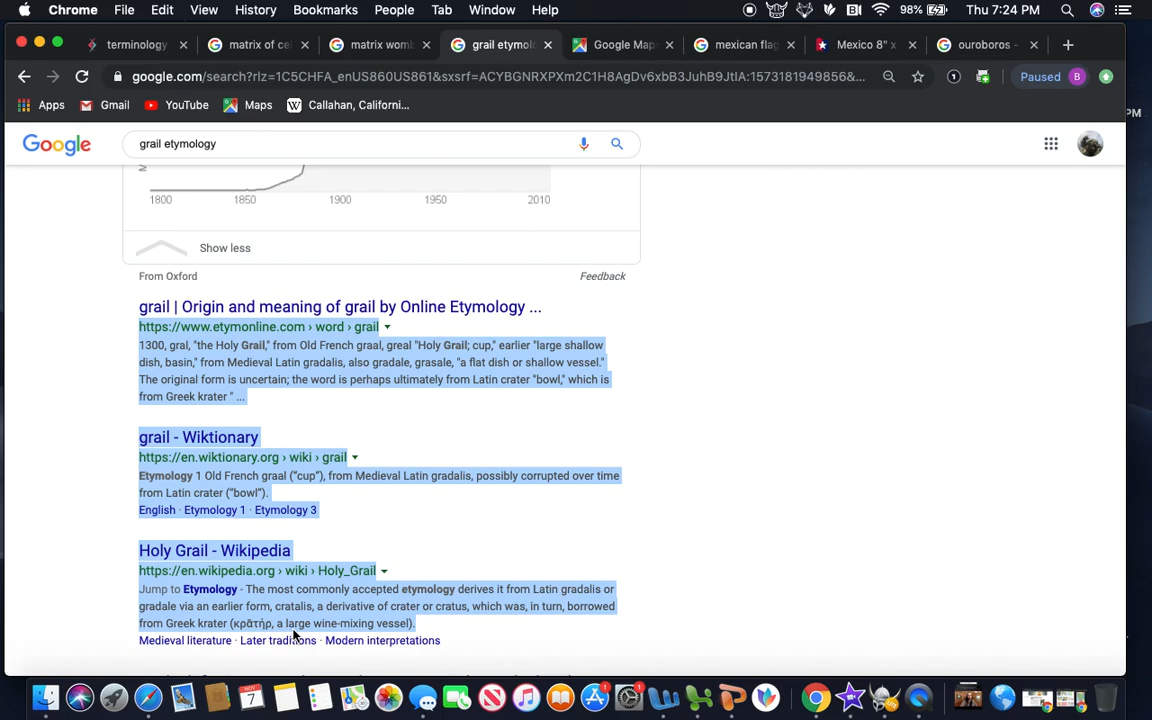 Chrome File Edit View History Bookmarks People Tab Window Help 98% Thu 7:24 PM
terminology matrix of cel matrix womb grail etymolo Google Map mexican flag Mexico 8" x ouroboros -
google.com/search?rlz=1C5CHFA_enUS860US861&sxsrf=ACYBGNRXPXm2C1H8AgDv6xbB3JuhB9JtIA:1573181949856&... Paused B
Apps Gmail YouTube Maps Callahan, Californi...
PM
Google grail etymology
1800 1850 1900 1950 2010
Show less
From Oxford Feedback
grail | Origin and meaning of grail by Online Etymology ...
https://www.etymonline.com › word › grail
1300, gral, "the Holy Grail," from Old French graal, greal "Holy Grail; cup," earlier "large shallow
dish, basin," from Medieval Latin gradalis, also gradale, grasale, "a flat dish or shallow vessel."
The original form is uncertain; the word is perhaps ultimately from Latin crater "bowl," which is
from Greek krater " ...
grail - Wiktionary
https://en.wiktionary.org › wiki › grail
Etymology 1 Old French graal ("cup"), from Medieval Latin gradalis, possibly corrupted over time
from Latin crater ("bowl").
English · Etymology 1 · Etymology 3
Holy Grail - Wikipedia
https://en.wikipedia.org › wiki › Holy_Grail
Jump to Etymology - The most commonly accepted etymology derives it from Latin gradalis or
gradale via an earlier form, cratalis, a derivative of crater or cratus, which was, in turn, borrowed
from Greek krater (κρᾱτήρ, a large wine-mixing vessel).
Medieval literature · Later traditions · Modern interpretations